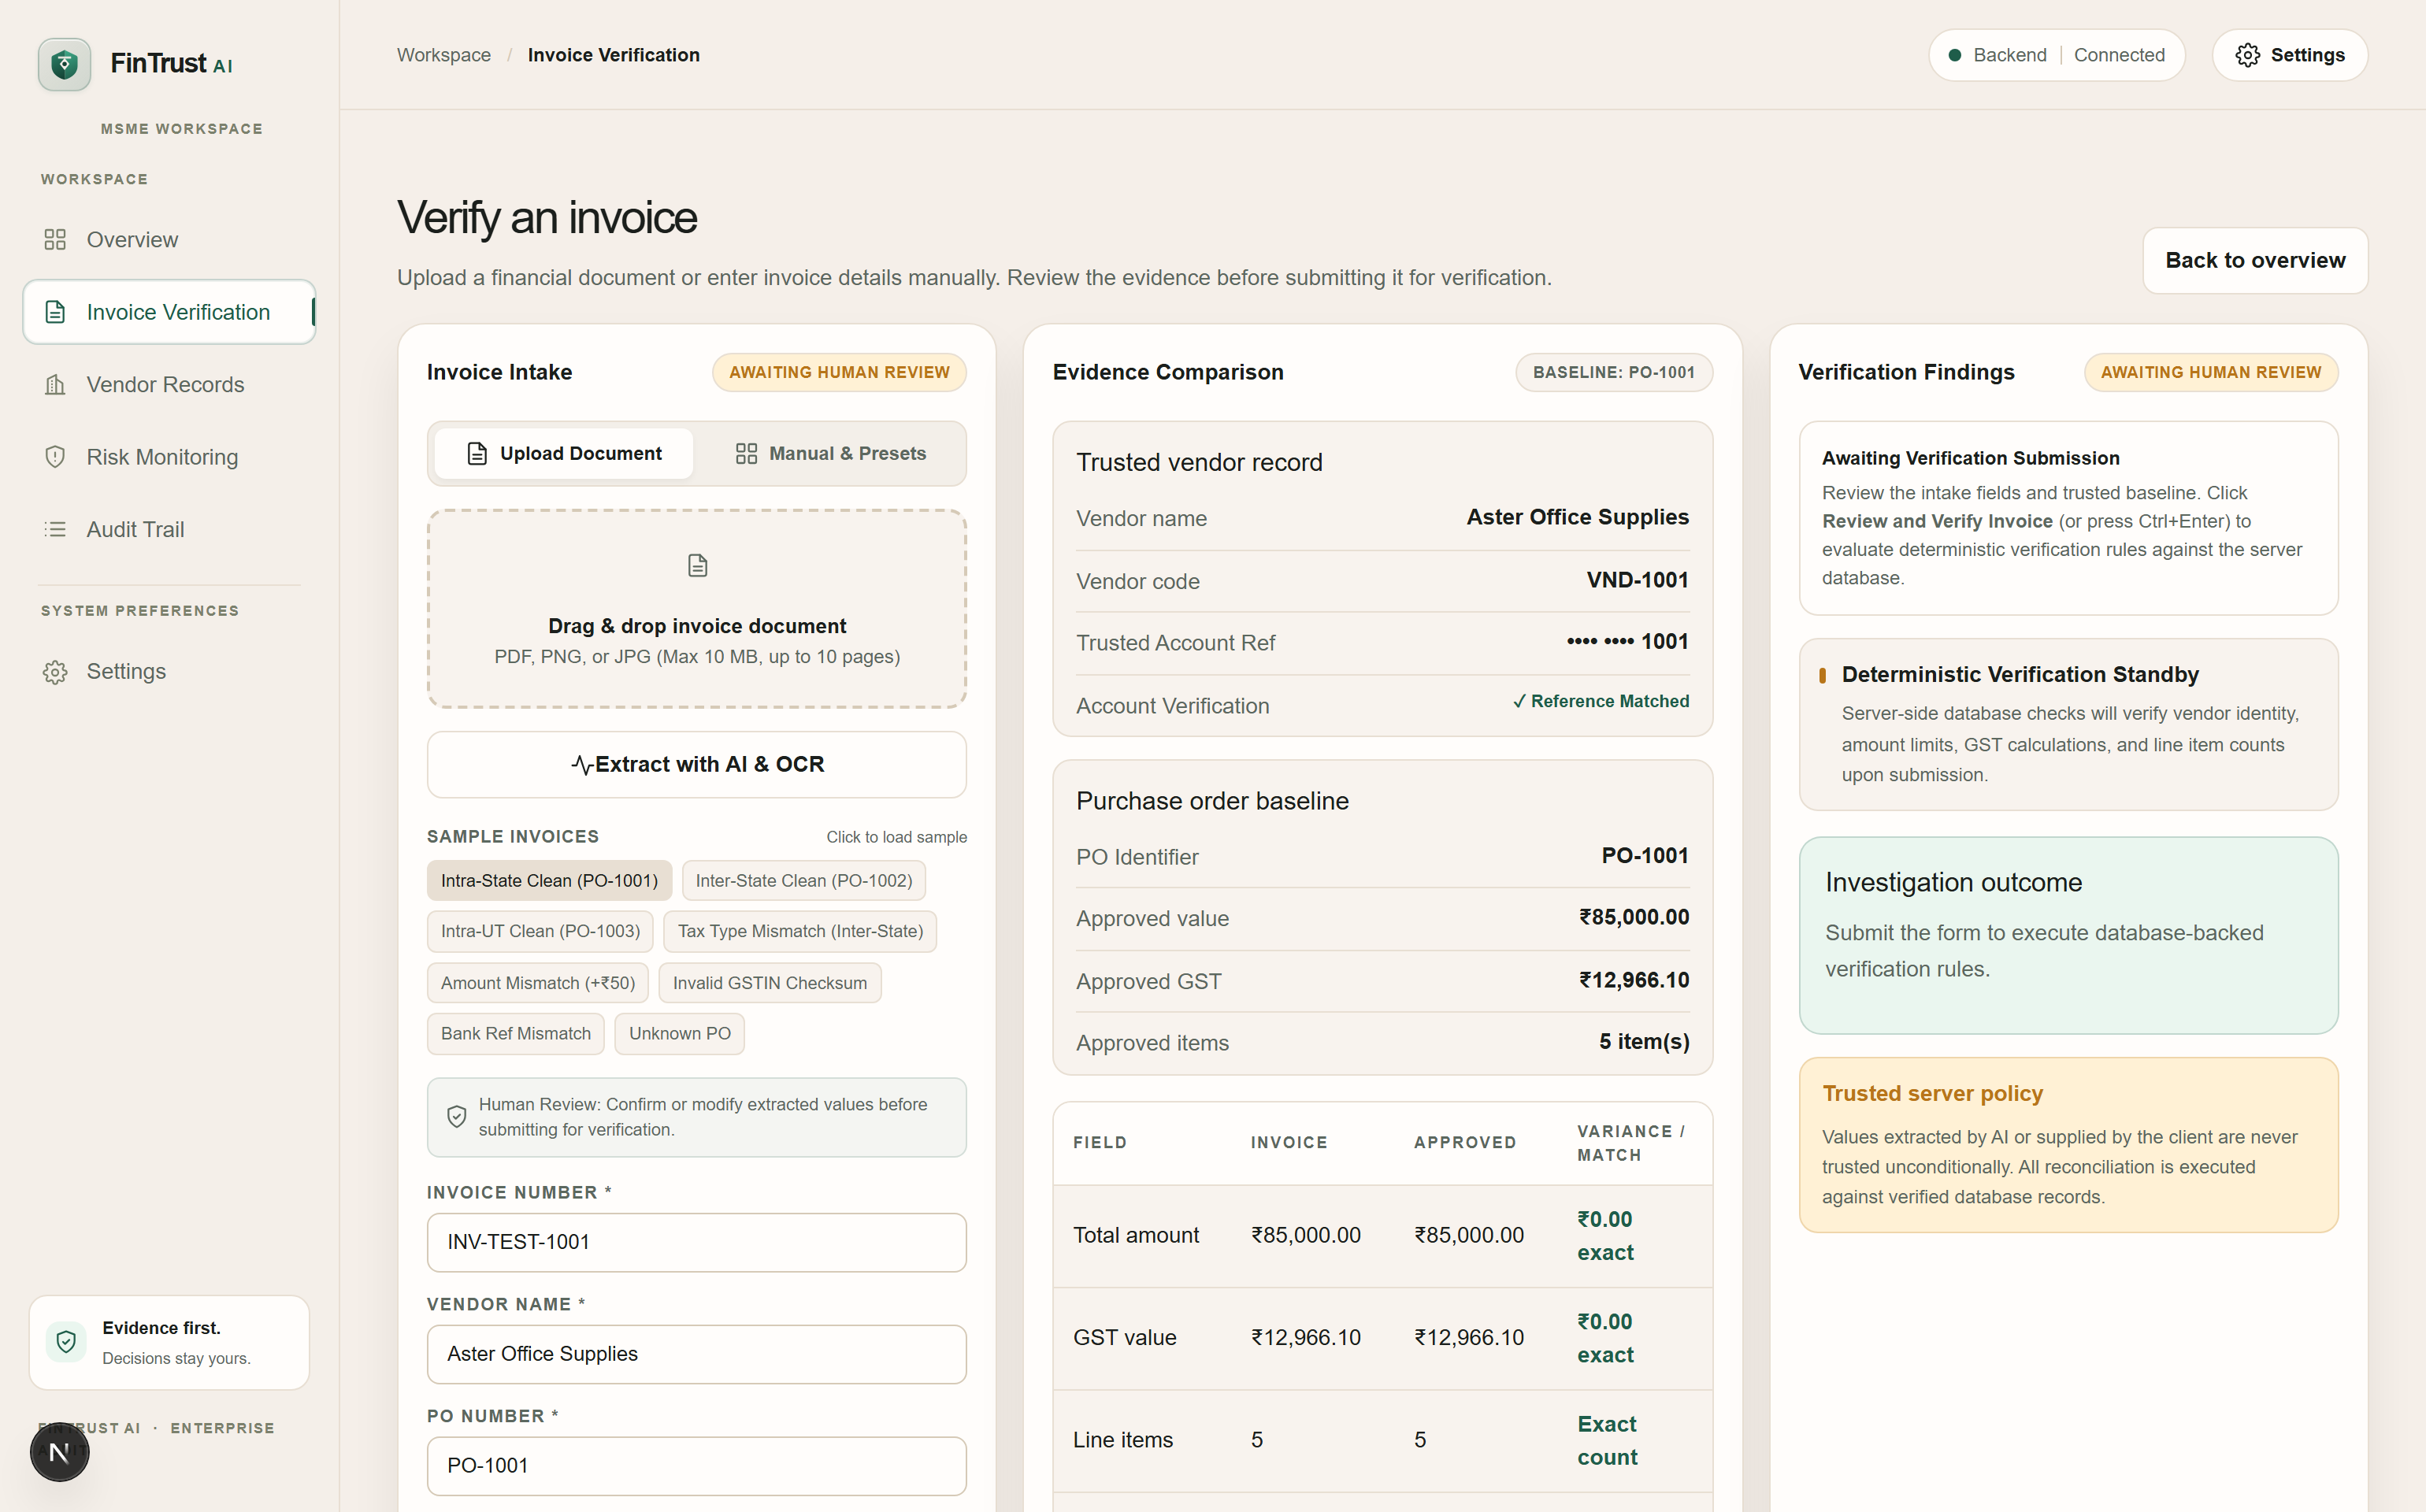 FinTrust AI
MSME WORKSPACE
WORKSPACE
Overview
Invoice Verification
Vendor Records
Risk Monitoring
Audit Trail
SYSTEM PREFERENCES
Settings
Evidence first.
Decisions stay yours.
FINTRUST AI · ENTERPRISE
N
Workspace / Invoice Verification
Backend | Connected
Settings
Verify an invoice
Upload a financial document or enter invoice details manually. Review the evidence before submitting it for verification.
Back to overview
Invoice Intake
AWAITING HUMAN REVIEW
Upload Document
Manual & Presets
Drag & drop invoice document
PDF, PNG, or JPG (Max 10 MB, up to 10 pages)
Extract with AI & OCR
SAMPLE INVOICES
Click to load sample
Intra-State Clean (PO-1001)
Inter-State Clean (PO-1002)
Intra-UT Clean (PO-1003)
Tax Type Mismatch (Inter-State)
Amount Mismatch (+₹50)
Invalid GSTIN Checksum
Bank Ref Mismatch
Unknown PO
Human Review: Confirm or modify extracted values before
submitting for verification.
INVOICE NUMBER *
INV-TEST-1001
VENDOR NAME *
Aster Office Supplies
PO NUMBER *
PO-1001
Evidence Comparison
BASELINE: PO-1001
Trusted vendor record
Vendor name Aster Office Supplies
Vendor code VND-1001
Trusted Account Ref •••• •••• 1001
Account Verification ✓ Reference Matched
Purchase order baseline
PO Identifier PO-1001
Approved value ₹85,000.00
Approved GST ₹12,966.10
Approved items 5 item(s)
FIELD INVOICE APPROVED VARIANCE /
MATCH
Total amount ₹85,000.00 ₹85,000.00 ₹0.00
exact
GST value ₹12,966.10 ₹12,966.10 ₹0.00
exact
Line items 5 5 Exact
count
Verification Findings
AWAITING HUMAN REVIEW
Awaiting Verification Submission
Review the intake fields and trusted baseline. Click
Review and Verify Invoice (or press Ctrl+Enter) to
evaluate deterministic verification rules against the server
database.
Deterministic Verification Standby
Server-side database checks will verify vendor identity,
amount limits, GST calculations, and line item counts
upon submission.
Investigation outcome
Submit the form to execute database-backed
verification rules.
Trusted server policy
Values extracted by AI or supplied by the client are never
trusted unconditionally. All reconciliation is executed
against verified database records.